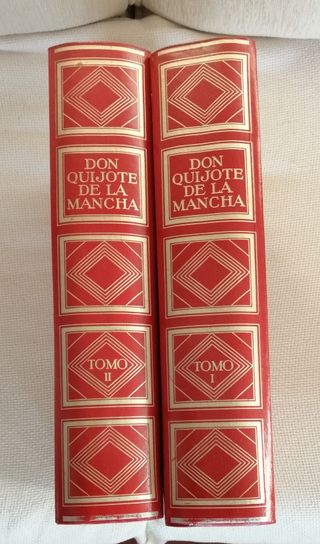 DON
QUIJOTE
DE LA
MANCHA
TOMO
II
DON
QUIJOTE
DE LA
MANCHA
TOMO
I